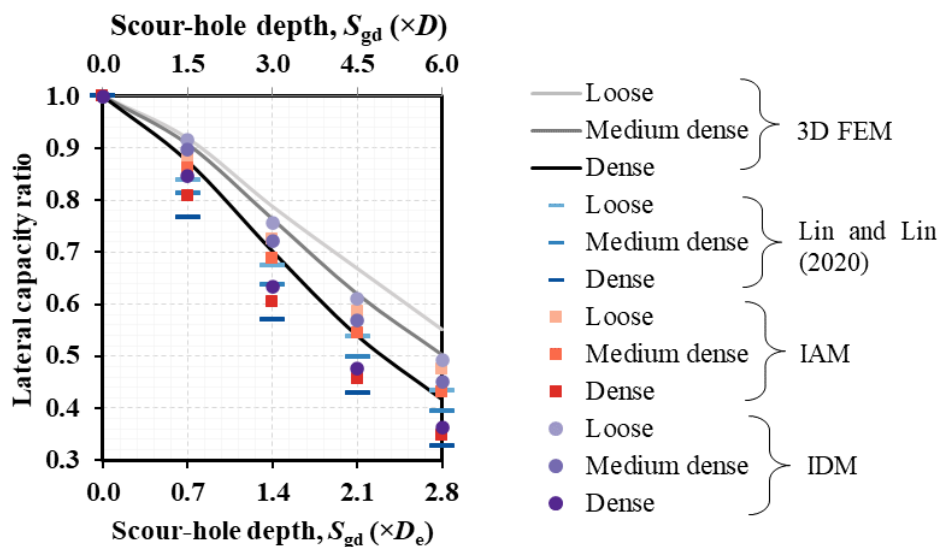 Scour-hole depth, Sgd (×D)
0.0 1.5 3.0 4.5 6.0
Lateral capacity ratio
1.0
0.9
0.8
0.7
0.6
0.5
0.4
0.3
0.0 0.7 1.4 2.1 2.8
Scour-hole depth, Sgd (×De)
Loose
Medium dense
Dense
3D FEM
Loose
Medium dense
Dense
Lin and Lin
(2020)
Loose
Medium dense
Dense
IAM
Loose
Medium dense
Dense
IDM